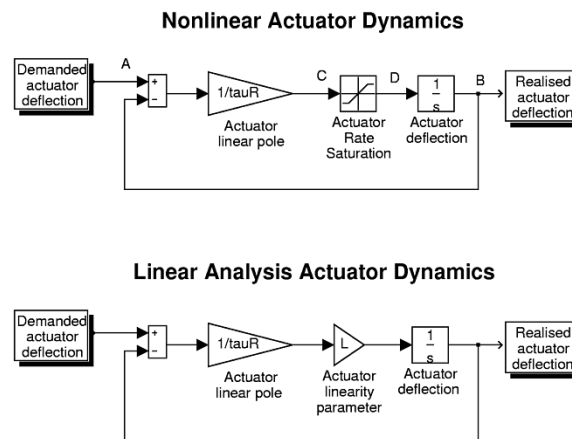 Nonlinear Actuator Dynamics
Demanded
actuator
deflection
A
+
−
1/tauR
Actuator
linear pole
C
Actuator
Rate
Saturation
D
1
s
Actuator
deflection
B
Realised
actuator
deflection
Linear Analysis Actuator Dynamics
Demanded
actuator
deflection
+
−
1/tauR
Actuator
linear pole
L
Actuator
linearity
parameter
1
s
Actuator
deflection
Realised
actuator
deflection